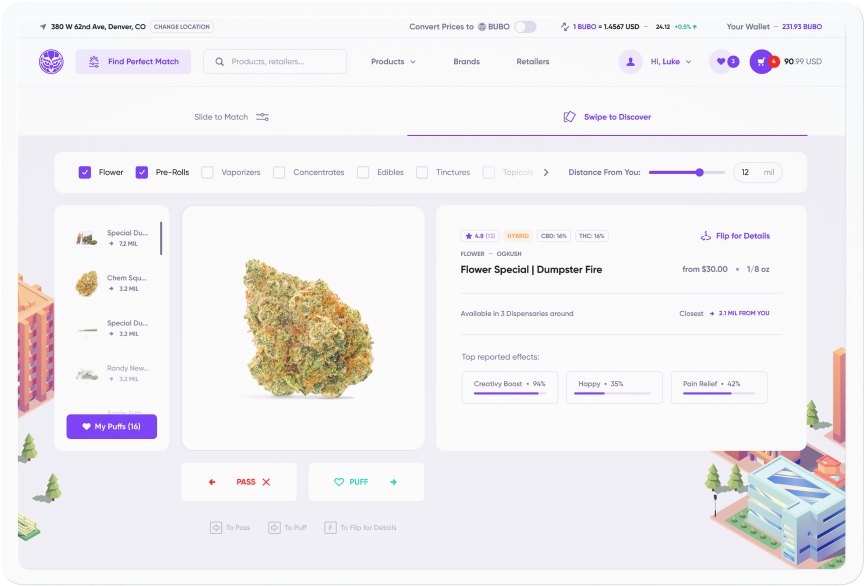 380 W 62nd Ave, Denver, CO CHANGE LOCATION Convert Prices to BUBO 1 BUBO = 1.4567 USD – 24.12 +0.5% Your Wallet – 231.93 BUBO
Find Perfect Match Products, retailers... Products Brands Retailers Hi, Luke 3 4 90.99 USD
Slide to Match Swipe to Discover
Flower Pre-Rolls Vaporizers Concentrates Edibles Tinctures Topicals Distance From You: 12 mil
Special Du...
7.2 MIL
Chem Squ...
3.2 MIL
Special Du...
3.2 MIL
Randy New...
3.2 MIL
My Puffs (16)
4.8 (13) HYBRID CBD: 16% THC: 16% Flip for Details
FLOWER — OGKUSH
Flower Special | Dumpster Fire from $30.00 • 1/8 oz
Available in 3 Dispensaries around Closest 2.1 MIL FROM YOU
Top reported effects:
Creativy Boost • 94% Happy • 35% Pain Relief • 42%
PASS PUFF
To Pass To Puff F To Flip for Details